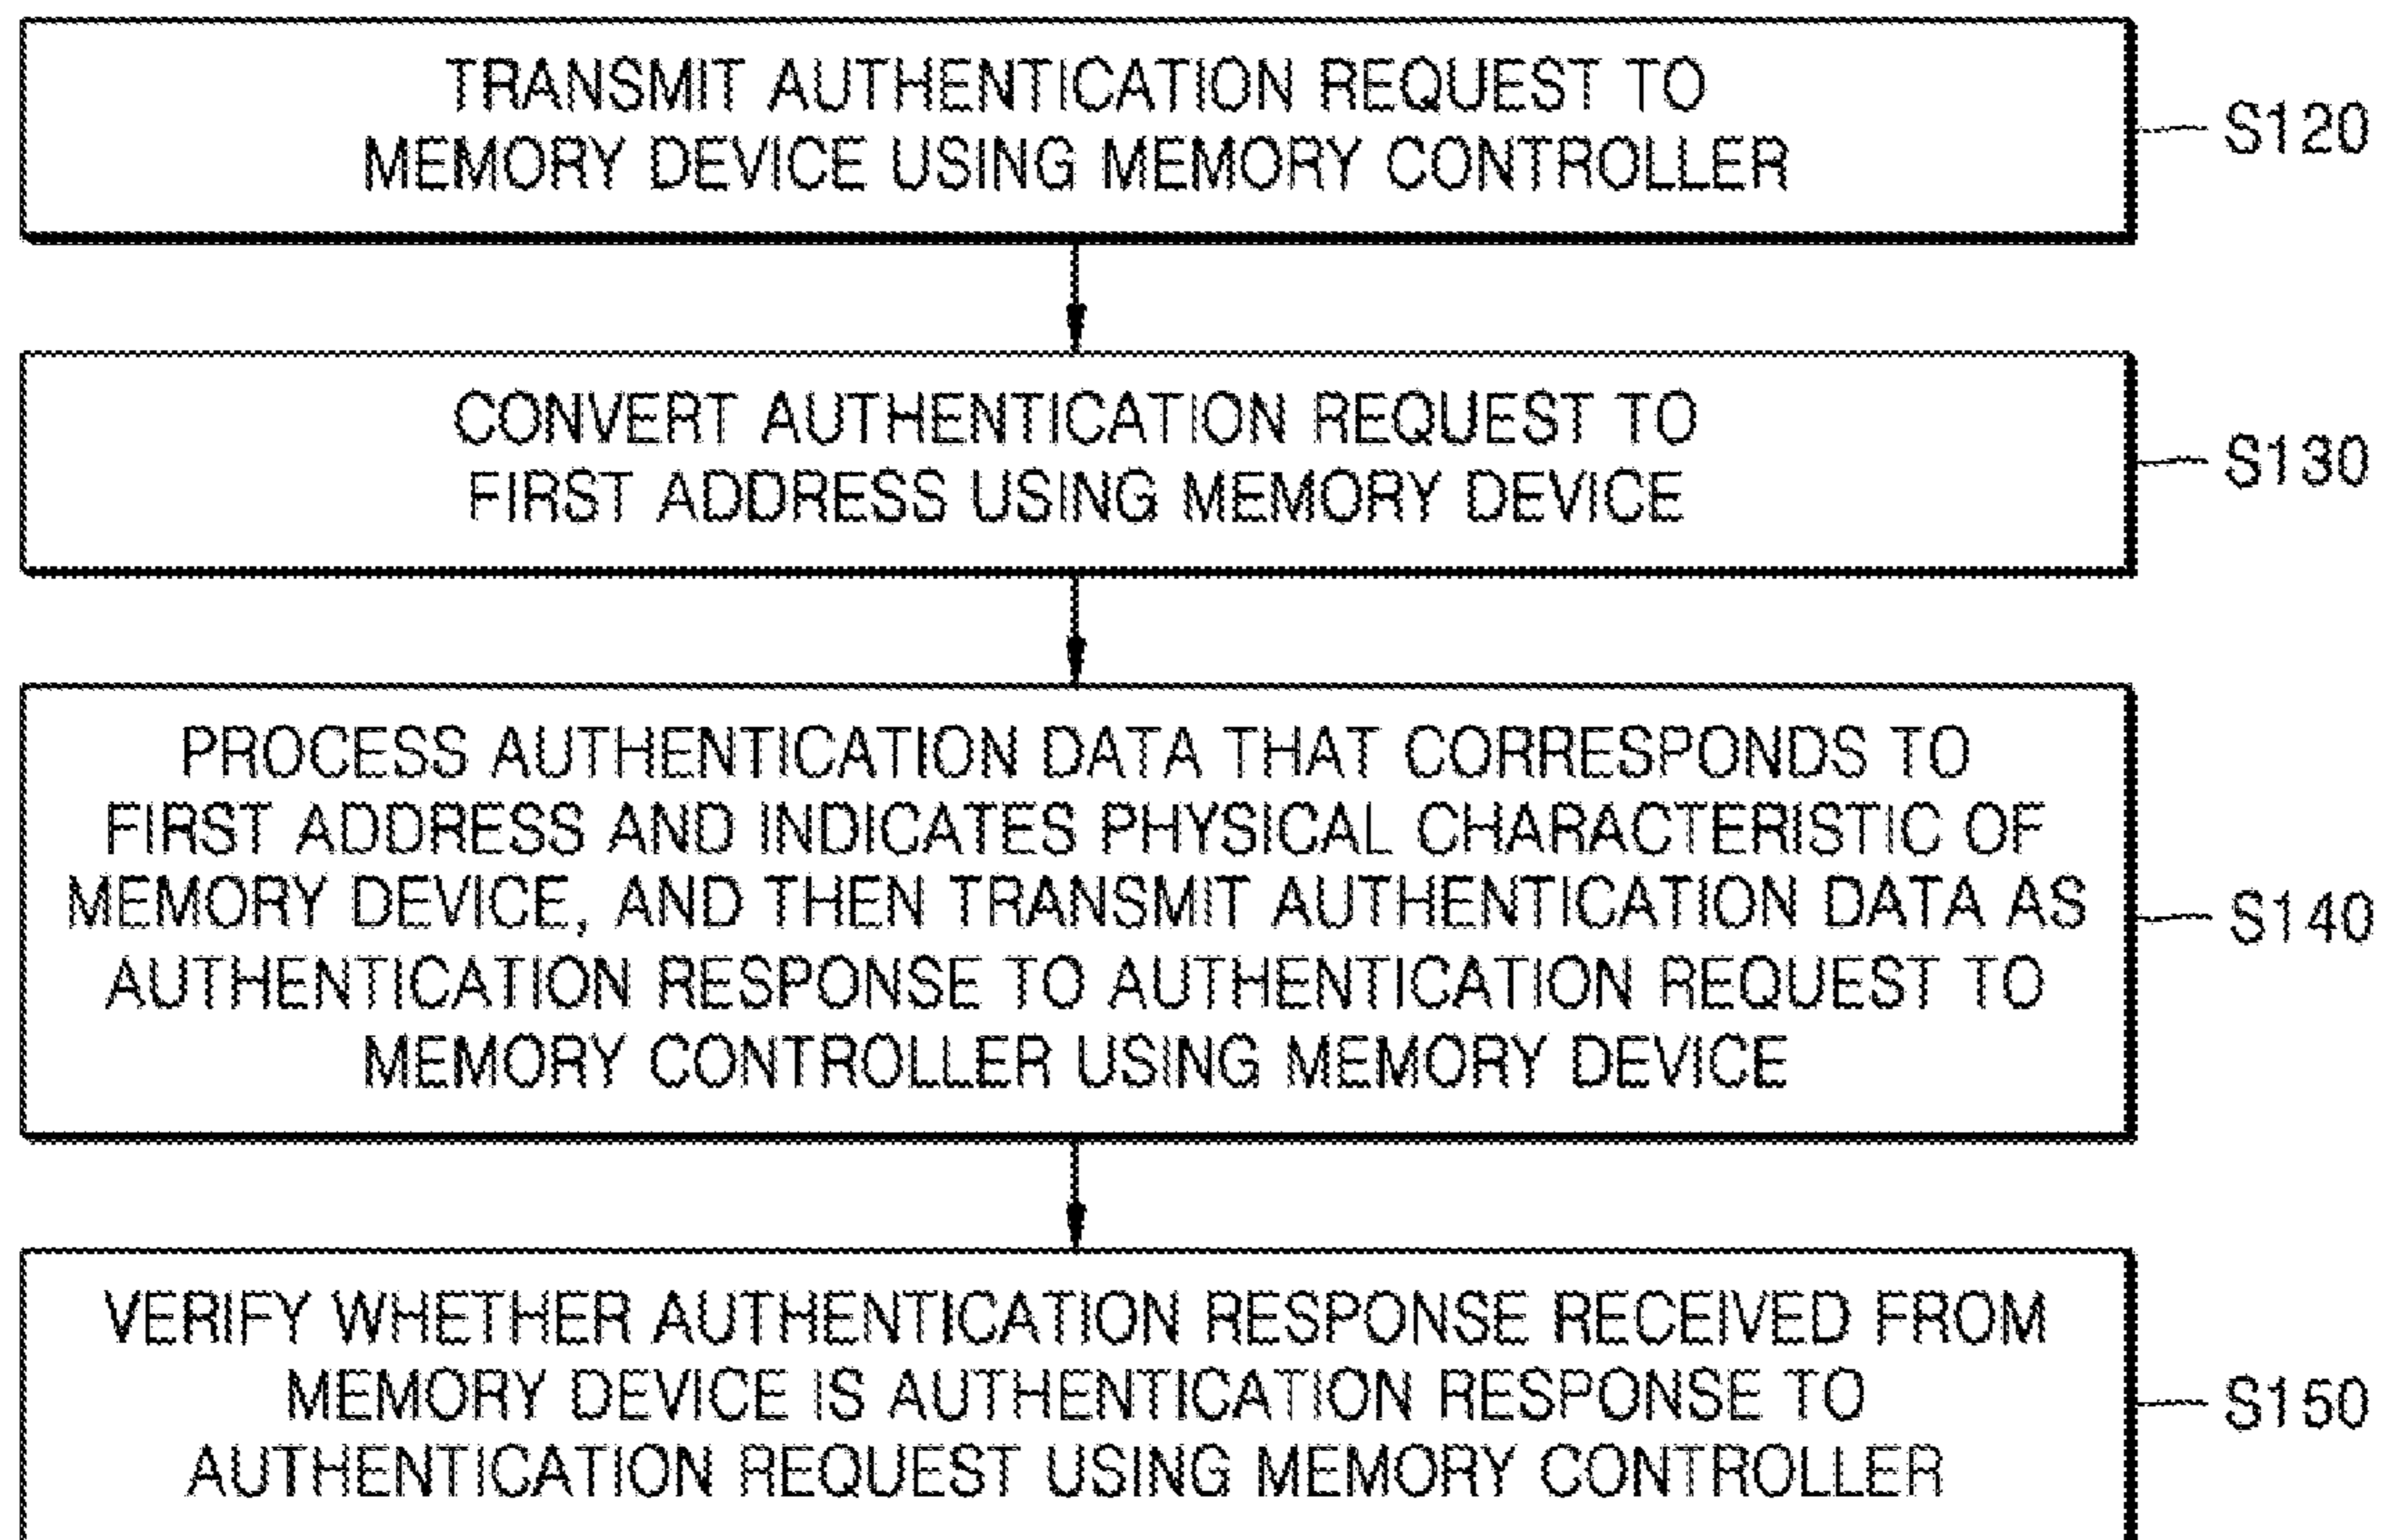 TRANSMIT AUTHENTICATION REQUEST TO
MEMORY DEVICE USING MEMORY CONTROLLER
S120
CONVERT AUTHENTICATION REQUEST TO
FIRST ADDRESS USING MEMORY DEVICE
S130
PROCESS AUTHENTICATION DATA THAT CORRESPONDS TO
FIRST ADDRESS AND INDICATES PHYSICAL CHARACTERISTIC OF
MEMORY DEVICE, AND THEN TRANSMIT AUTHENTICATION DATA AS
AUTHENTICATION RESPONSE TO AUTHENTICATION REQUEST TO
MEMORY CONTROLLER USING MEMORY DEVICE
S140
VERIFY WHETHER AUTHENTICATION RESPONSE RECEIVED FROM
MEMORY DEVICE IS AUTHENTICATION RESPONSE TO
AUTHENTICATION REQUEST USING MEMORY CONTROLLER
S150